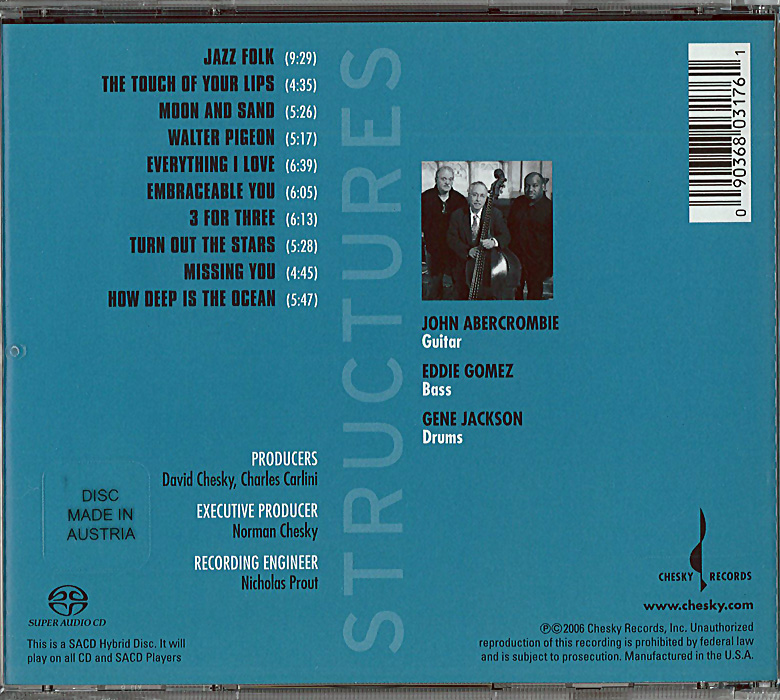 JAZZ FOLK (9:29)
THE TOUCH OF YOUR LIPS (4:35)
MOON AND SAND (5:26)
WALTER PIGEON (5:17)
EVERYTHING I LOVE (6:39)
EMBRACEABLE YOU (6:05)
3 FOR THREE (6:13)
TURN OUT THE STARS (5:28)
MISSING YOU (4:45)
HOW DEEP IS THE OCEAN (5:47)
STRUCTURES
0 90368 03176 1
JOHN ABERCROMBIE
Guitar
EDDIE GOMEZ
Bass
GENE JACKSON
Drums
PRODUCERS
David Chesky, Charles Carlini
EXECUTIVE PRODUCER
Norman Chesky
RECORDING ENGINEER
Nicholas Prout
DISC
MADE IN
AUSTRIA
SUPER AUDIO CD
This is a SACD Hybrid Disc. It will
play on all CD and SACD Players
CHESKY RECORDS
www.chesky.com
℗©2006 Chesky Records, Inc. Unauthorized
reproduction of this recording is prohibited by federal law
and is subject to prosecution. Manufactured in the U.S.A.